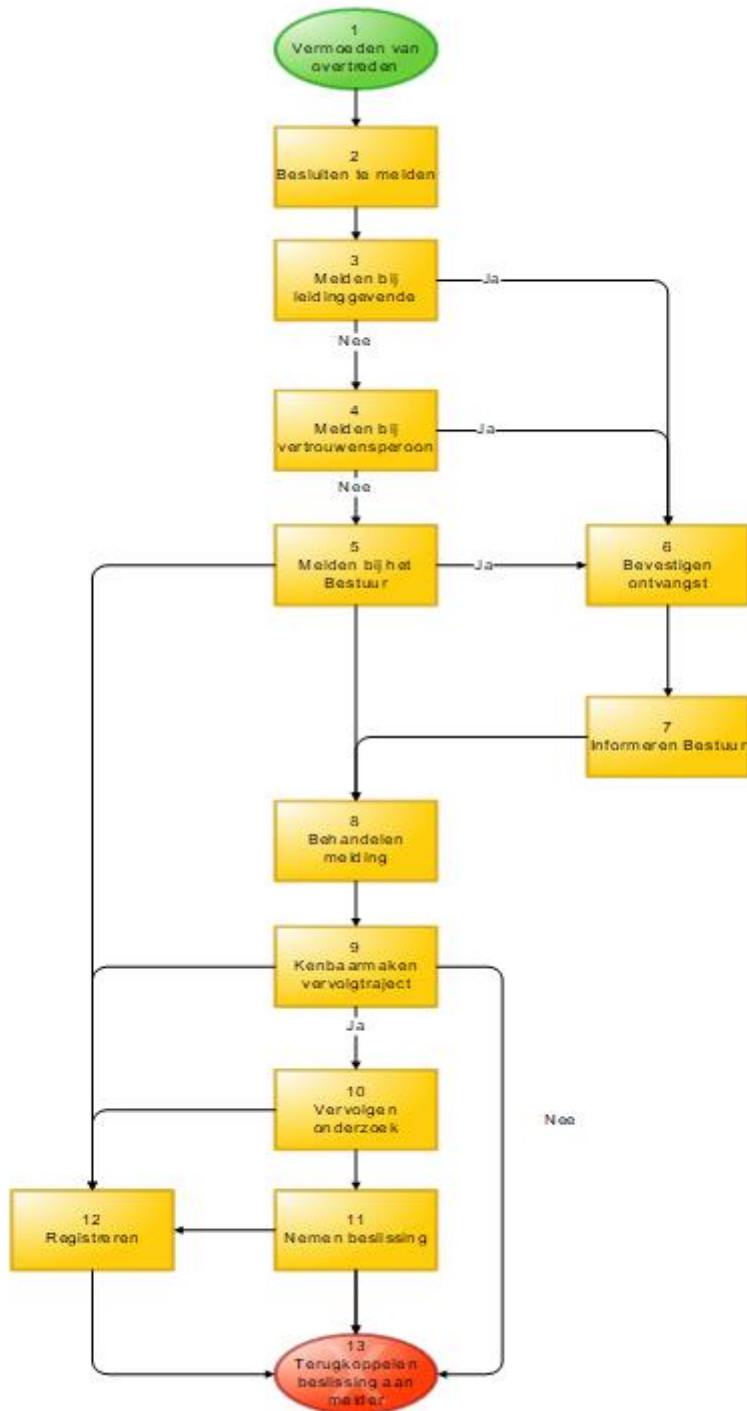 1
Vermoeden van
overtreden
2
Besluiten te melden
3
Melden bij
leidinggevende
Ja
Nee
4
Melden bij
vertrouwensperoon
Ja
Nee
5
Melden bij het
Bestuur
Ja
6
Bevestigen
ontvangst
7
Informeren Bestuur
8
Behandelen
melding
9
Kenbaarmaken
vervolgtraject
Ja
10
Vervolgen
onderzoek
Nee
12
Registreren
11
Nemen beslissing
13
Terugkoppelen
beslissing aan
melder